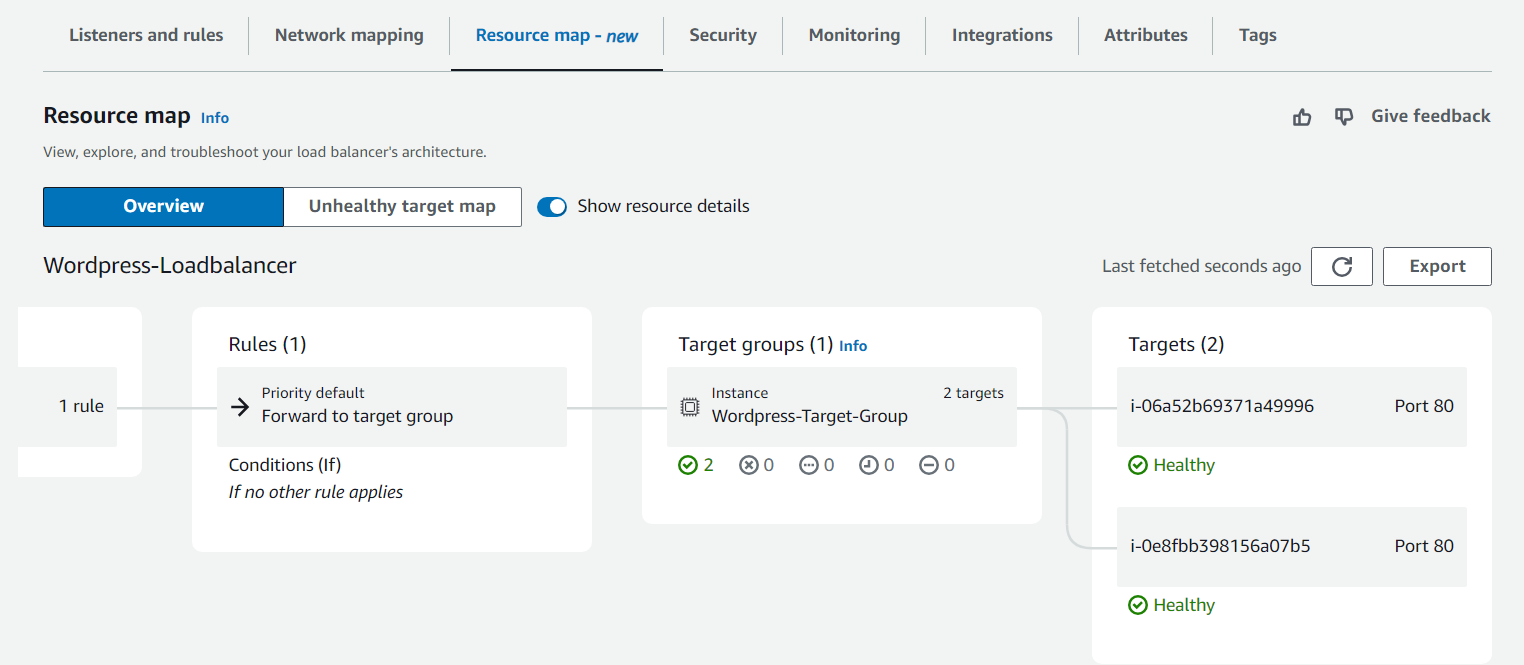 Listeners and rules
Network mapping
Resource map - new
Security
Monitoring
Integrations
Attributes
Tags
Resource map Info
Give feedback
View, explore, and troubleshoot your load balancer's architecture.
Overview
Unhealthy target map
Show resource details
Wordpress-Loadbalancer
Last fetched seconds ago
Export
1 rule
Rules (1)
Priority default
Forward to target group
Conditions (If)
If no other rule applies
Target groups (1) Info
Instance
2 targets
Wordpress-Target-Group
2 0 0 0 0
Targets (2)
i-06a52b69371a49996 Port 80
Healthy
i-0e8fbb398156a07b5 Port 80
Healthy